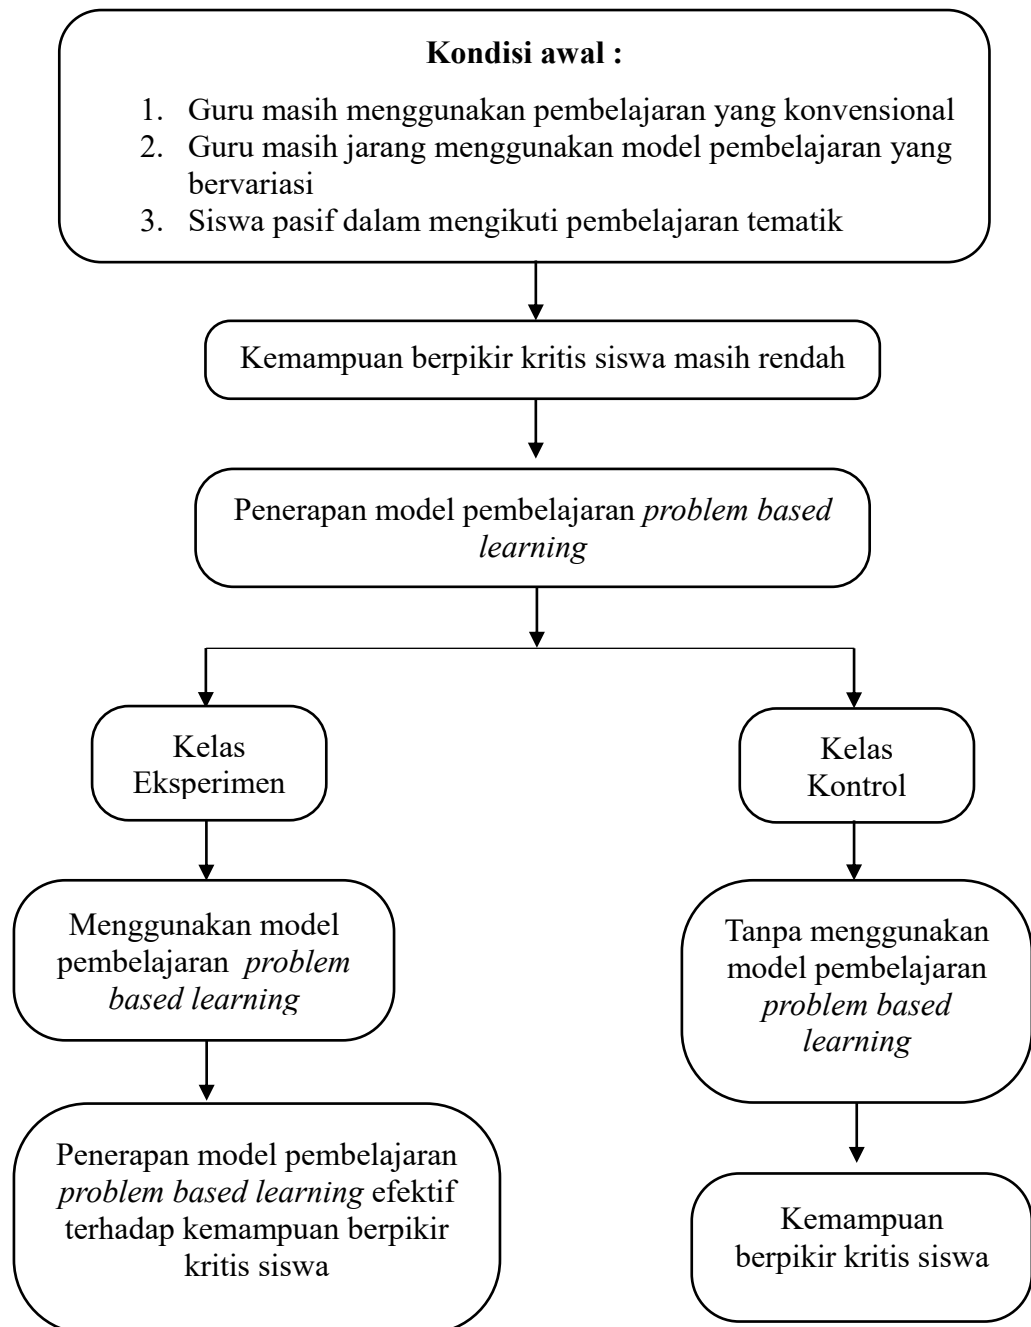 Kondisi awal :
1. Guru masih menggunakan pembelajaran yang konvensional
2. Guru masih jarang menggunakan model pembelajaran yang
bervariasi
3. Siswa pasif dalam mengikuti pembelajaran tematik
Kemampuan berpikir kritis siswa masih rendah
Penerapan model pembelajaran problem based
learning
Kelas
Eksperimen
Kelas
Kontrol
Menggunakan model
pembelajaran problem
based learning
Tanpa menggunakan
model pembelajaran
problem based
learning
Penerapan model pembelajaran
problem based learning efektif
terhadap kemampuan berpikir
kritis siswa
Kemampuan
berpikir kritis siswa